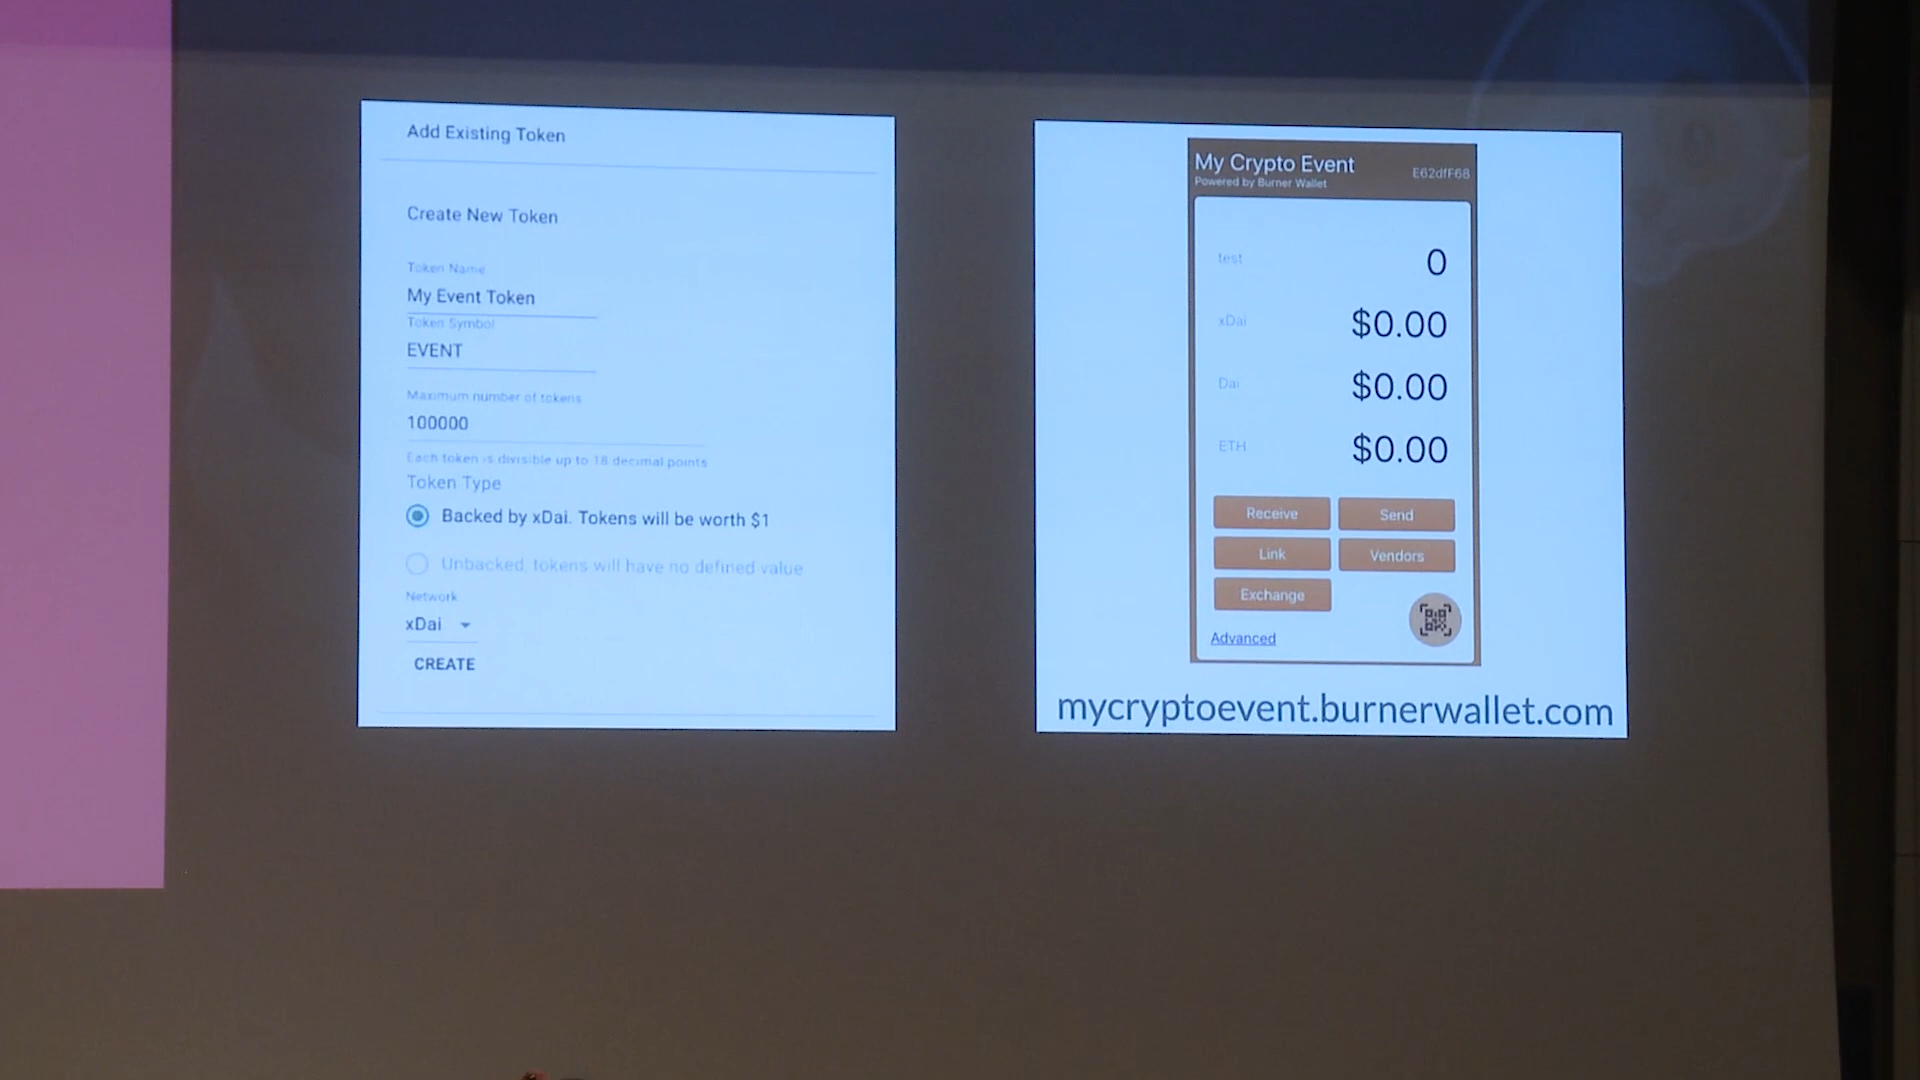 Add Existing Token
Create New Token
Token Name
My Event Token
Token Symbol
EVENT
Maximum number of tokens
100000
Each token is divisible up to 18 decimal points
Token Type
Backed by xDai. Tokens will be worth $1
Unbacked, tokens will have no defined value
Network
xDai
CREATE
My Crypto Event
E62dfF68
Powered by Burner Wallet
test 0
xDai $0.00
Dai $0.00
ETH $0.00
Receive Send
Link Vendors
Exchange
Advanced
mycryptoevent.burnerwallet.com